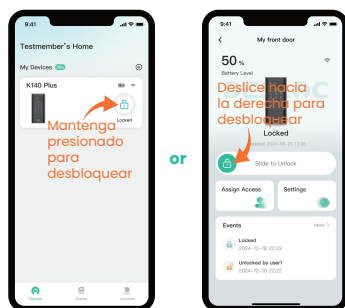 9:41
Testmember's Home
My Devices
K140 Plus
Locked
Mantenga
presionado
para
desbloquear
Devices
Events
Account
or
9:41
My front door
50 %
Battery Level
Deslice hacia
la derecha para
desbloquear
Locked
Slide to Unlock
Assign Access
Settings
Events
More >
Locked
2024-12-18 22:22
Unlocked by user1
2024-12-18 22:22